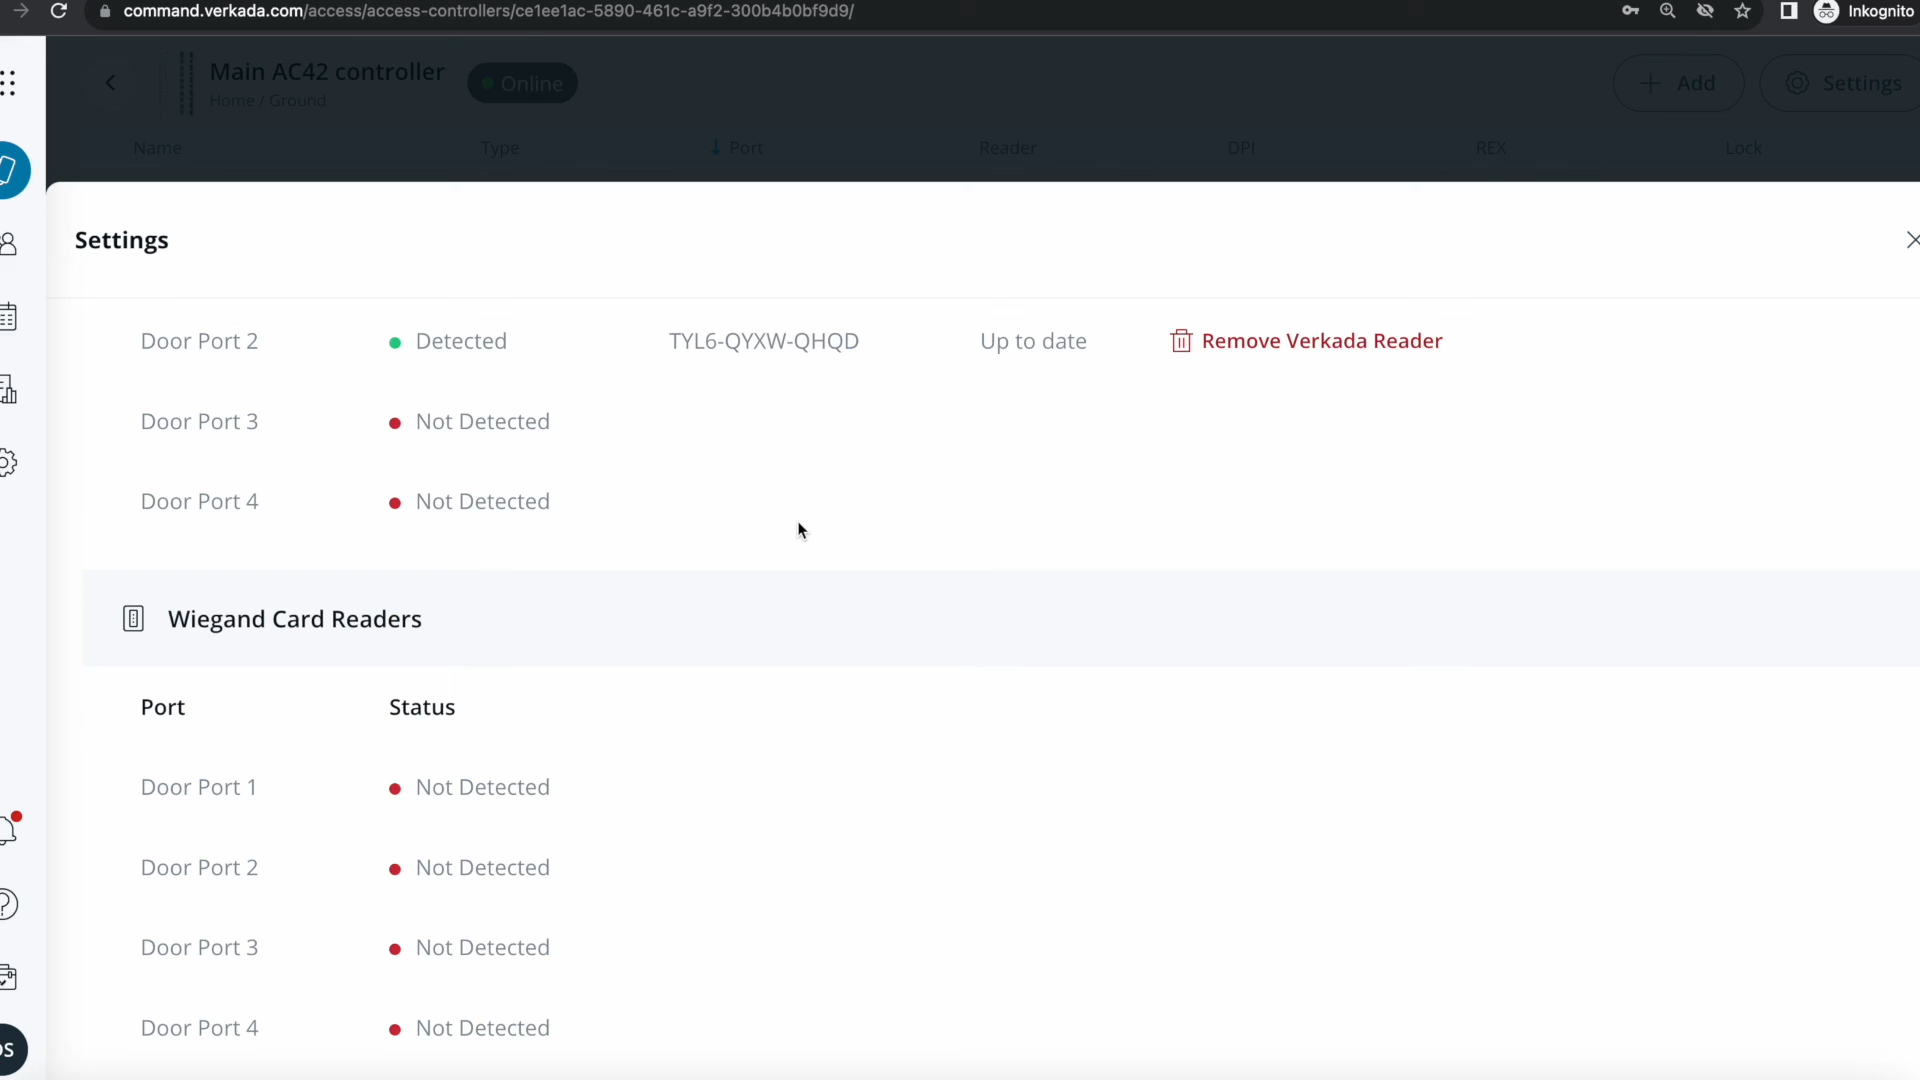 command.verkada.com/access/access-controllers/ce1ee1ac-5890-461c-a9f2-300b4b0bf9d9/
Inkognito
Main AC42 controller
Online
Home / Ground
Add
Settings
Name Type ↓ Port Reader DPI REX Lock
Settings
Door Port 2 Detected TYL6-QYXW-QHQD Up to date Remove Verkada Reader
Door Port 3 Not Detected
Door Port 4 Not Detected
Wiegand Card Readers
Port Status
Door Port 1 Not Detected
Door Port 2 Not Detected
Door Port 3 Not Detected
Door Port 4 Not Detected